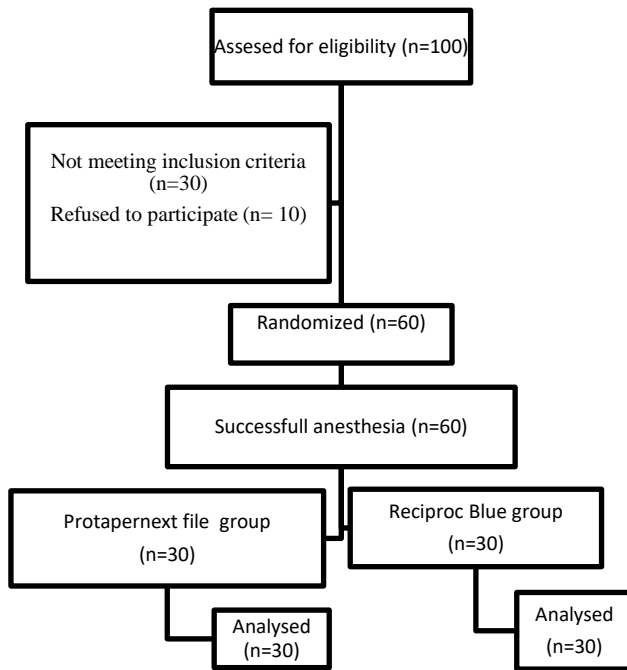 Assesed for eligibility (n=100)
Not meeting inclusion criteria
(n=30)
Refused to participate (n= 10)
Randomized (n=60)
Successfull anesthesia (n=60)
Protapernext file group
(n=30)
Reciproc Blue group
(n=30)
Analysed
(n=30)
Analysed
(n=30)